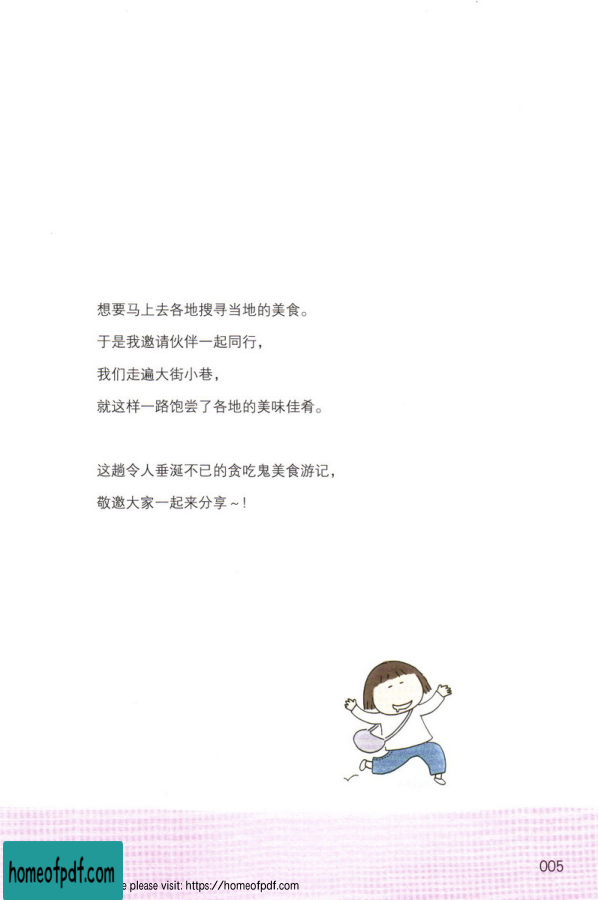 想要马上去各地搜寻当地的美食。
于是我邀请伙伴一起同行，
我们走遍大街小巷，
就这样一路饱尝了各地的美味佳肴。
这趟令人垂涎不已的贪吃鬼美食游记，
敬邀大家一起来分享～！
005
homeofpdf.com
e please visit: https://homeofpdf.com